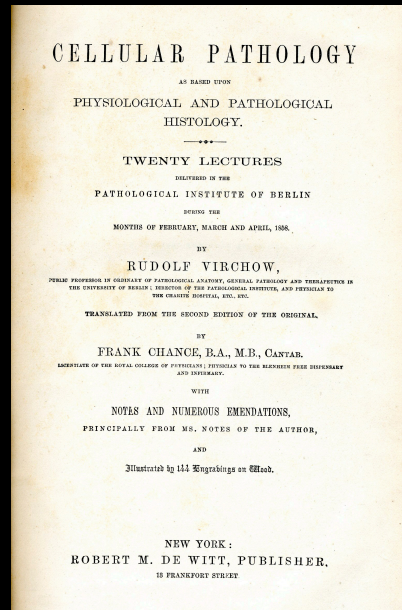 CELLULAR PATHOLOGY
AS BASED UPON
PHYSIOLOGICAL AND PATHOLOGICAL
HISTOLOGY.
TWENTY LECTURES
DELIVERED IN THE
PATHOLOGICAL INSTITUTE OF BERLIN
DURING THE
MONTHS OF FEBRUARY, MARCH AND APRIL, 1858.
BY
RUDOLF VIRCHOW,
PUBLIC PROFESSOR IN ORDINARY OF PATHOLOGICAL ANATOMY, GENERAL PATHOLOGY AND THERAPEUTICS IN
THE UNIVERSITY OF BERLIN; DIRECTOR OF THE PATHOLOGICAL INSTITUTE, AND PHYSICIAN TO
THE CHARITÉ HOSPITAL, ETC., ETC.
TRANSLATED FROM THE SECOND EDITION OF THE ORIGINAL,
BY
FRANK CHANCE, B.A., M.B., CANTAB.
LICENTIATE OF THE ROYAL COLLEGE OF PHYSICIANS; PHYSICIAN TO THE BLENHEIM FREE DISPENSARY
AND INFIRMARY.
WITH
NOTES AND NUMEROUS EMENDATIONS,
PRINCIPALLY FROM MS. NOTES OF THE AUTHOR,
AND
Illustrated by 144 Engravings on Wood.
NEW YORK:
ROBERT M. DE WITT, PUBLISHER,
13 FRANKFORT STREET.